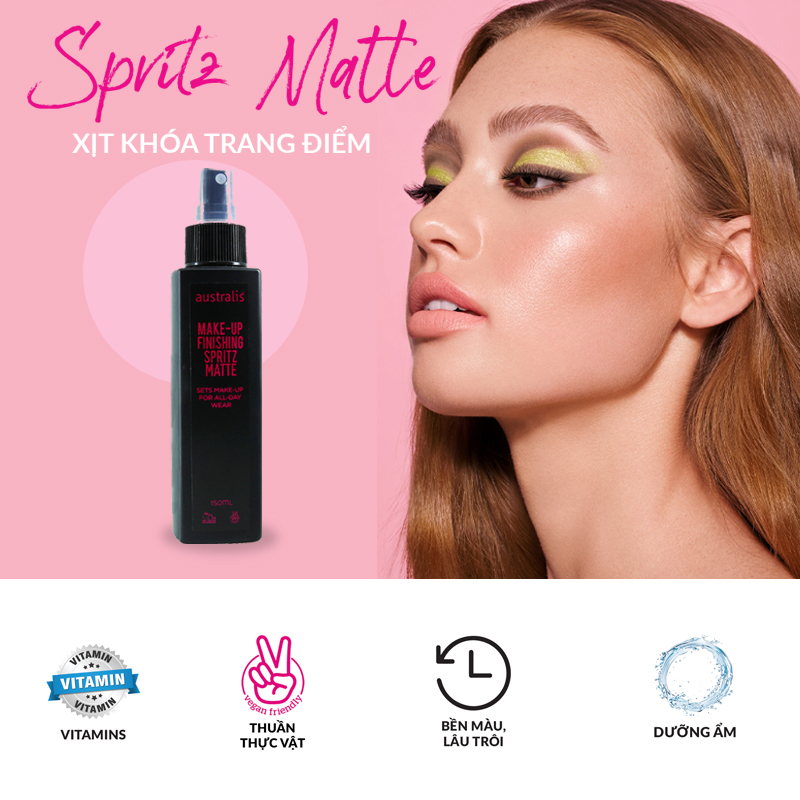 Spritz Matte
XỊT KHÓA TRANG ĐIỂM
australis
MAKE-UP
FINISHING
SPRITZ
MATTE
SETS MAKE-UP
FOR ALL-DAY
WEAR
150ML
VITAMIN
VITAMIN
VITAMIN
VITAMINS
vegan friendly
THUẦN
THỰC VẬT
BỀN MÀU,
LÂU TRÔI
DƯỠNG ẨM